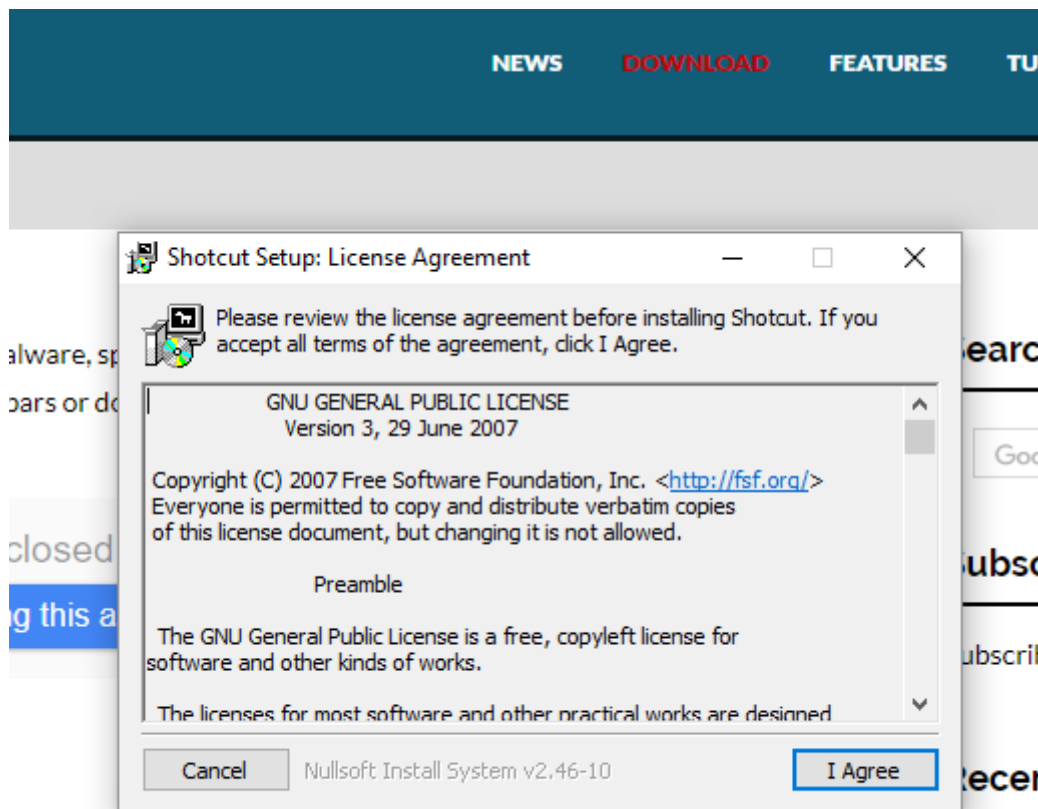 NEWS DOWNLOAD FEATURES
Shotcut Setup: License Agreement
Please review the license agreement before installing Shotcut. If you
accept all terms of the agreement, click I Agree.
GNU GENERAL PUBLIC LICENSE
Version 3, 29 June 2007
Copyright (C) 2007 Free Software Foundation, Inc. <http://fsf.org/>
Everyone is permitted to copy and distribute verbatim copies
of this license document, but changing it is not allowed.
Preamble
The GNU General Public License is a free, copyleft license for
software and other kinds of works.
The licenses for most software and other practical works are designed
bars or
closed
this
Cancel Nullsoft Install System v2.46-10 I Agree